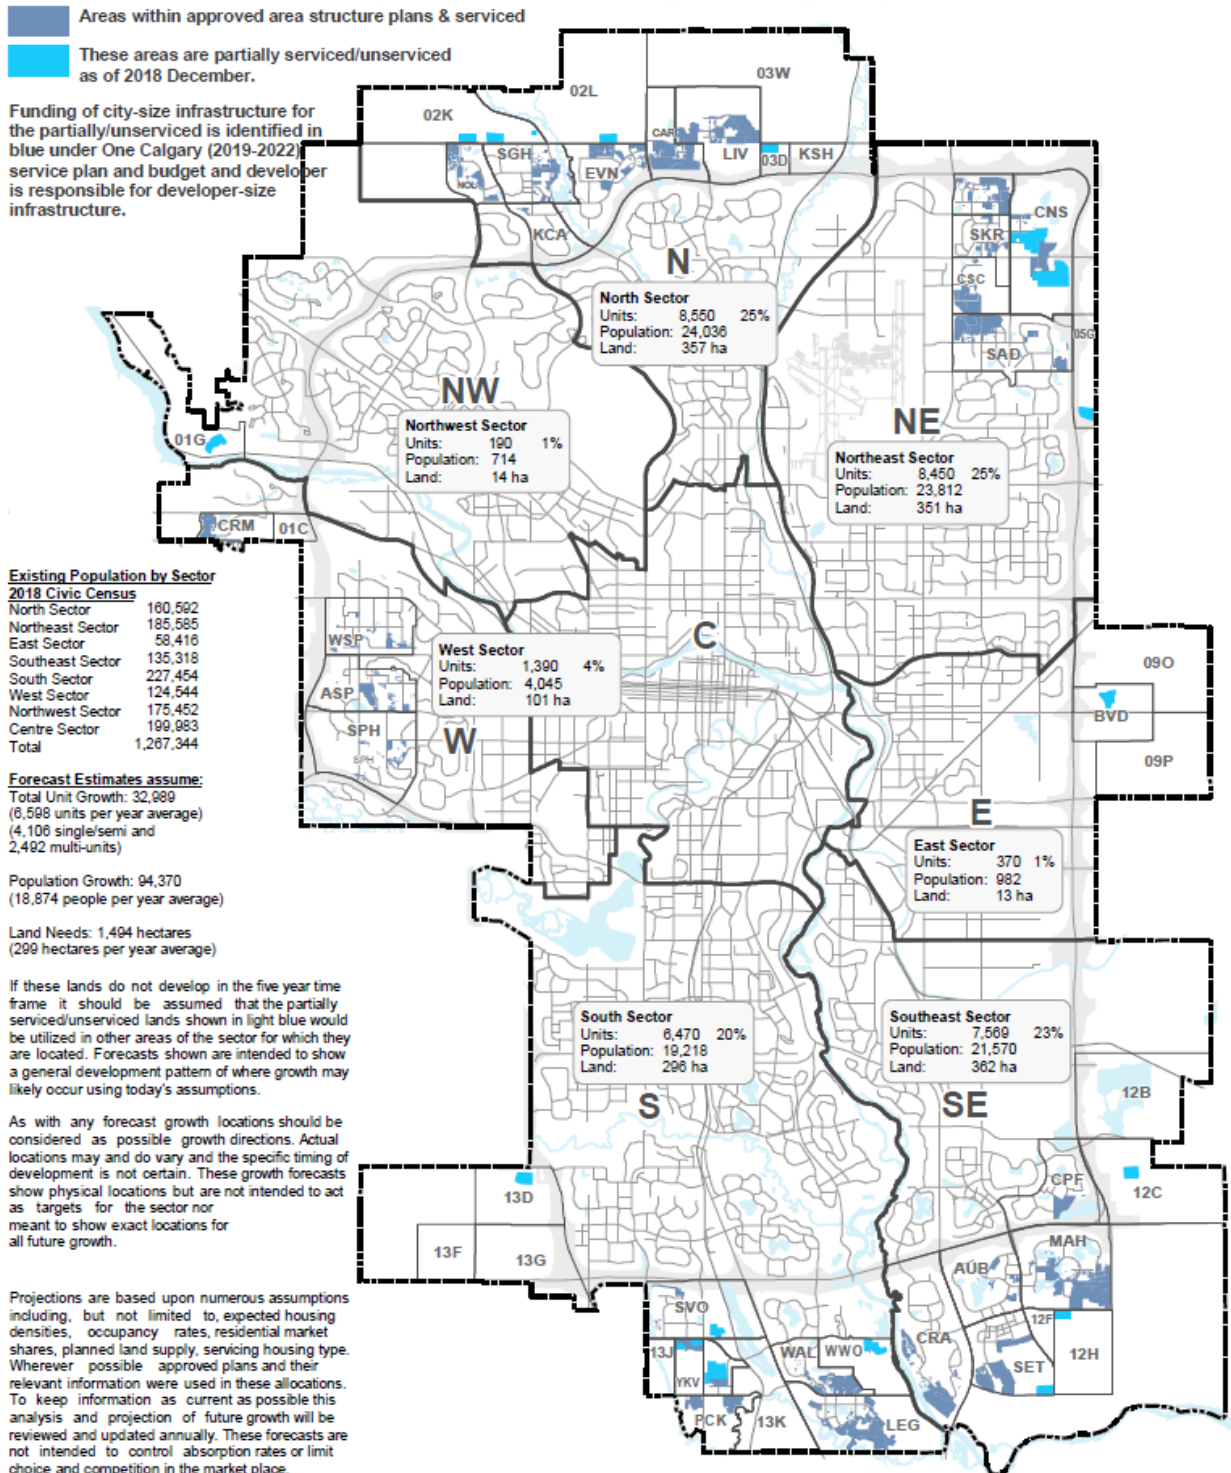 Areas within approved area structure plans & serviced
These areas are partially serviced/unserviced
as of 2018 December.
Funding of city-size infrastructure for
the partially/unserviced is identified in
blue under One Calgary (2019-2022)
service plan and budget and developer
is responsible for developer-size
infrastructure.
03W
02L
02K
CAR
LIV
03D
KSH
SGH
NOL
EVN
KCA
CNS
SKR
CSC
SAD
05G
N
North Sector
Units: 8,550 25%
Population: 24,036
Land: 357 ha
NW
Northwest Sector
Units: 190 1%
Population: 714
Land: 14 ha
NE
Northeast Sector
Units: 8,450 25%
Population: 23,812
Land: 351 ha
01G
CRM
01C
Existing Population by Sector
2018 Civic Census
North Sector 160,592
Northeast Sector 185,585
East Sector 58,416
Southeast Sector 135,318
South Sector 227,454
West Sector 124,544
Northwest Sector 175,452
Centre Sector 199,983
Total 1,267,344
WSP
ASP
SPH
SPH
W
West Sector
Units: 1,390 4%
Population: 4,045
Land: 101 ha
C
09O
BVD
09P
E
East Sector
Units: 370 1%
Population: 982
Land: 13 ha
Forecast Estimates assume:
Total Unit Growth: 32,989
(6,598 units per year average)
(4,106 single/semi and
2,492 multi-units)
Population Growth: 94,370
(18,874 people per year average)
Land Needs: 1,494 hectares
(299 hectares per year average)
If these lands do not develop in the five year time
frame it should be assumed that the partially
serviced/unserviced lands shown in light blue would
be utilized in other areas of the sector for which they
are located. Forecasts shown are intended to show
a general development pattern of where growth may
likely occur using today's assumptions.
As with any forecast growth locations should be
considered as possible growth directions. Actual
locations may and do vary and the specific timing of
development is not certain. These growth forecasts
show physical locations but are not intended to act
as targets for the sector nor
meant to show exact locations for
all future growth.
Projections are based upon numerous assumptions
including, but not limited to, expected housing
densities, occupancy rates, residential market
shares, planned land supply, servicing housing type.
Wherever possible approved plans and their
relevant information were used in these allocations.
To keep information as current as possible this
analysis and projection of future growth will be
reviewed and updated annually. These forecasts are
not intended to control absorption rates or limit
choice and competition in the market place.
South Sector
Units: 6,470 20%
Population: 19,218
Land: 296 ha
S
Southeast Sector
Units: 7,569 23%
Population: 21,570
Land: 362 ha
SE
12B
12C
CPF
MAH
AUB
13D
13F
13G
SVO
13J
YKV
PCK
13K
WAL
WWO
LEG
CRA
SET
12F
12H